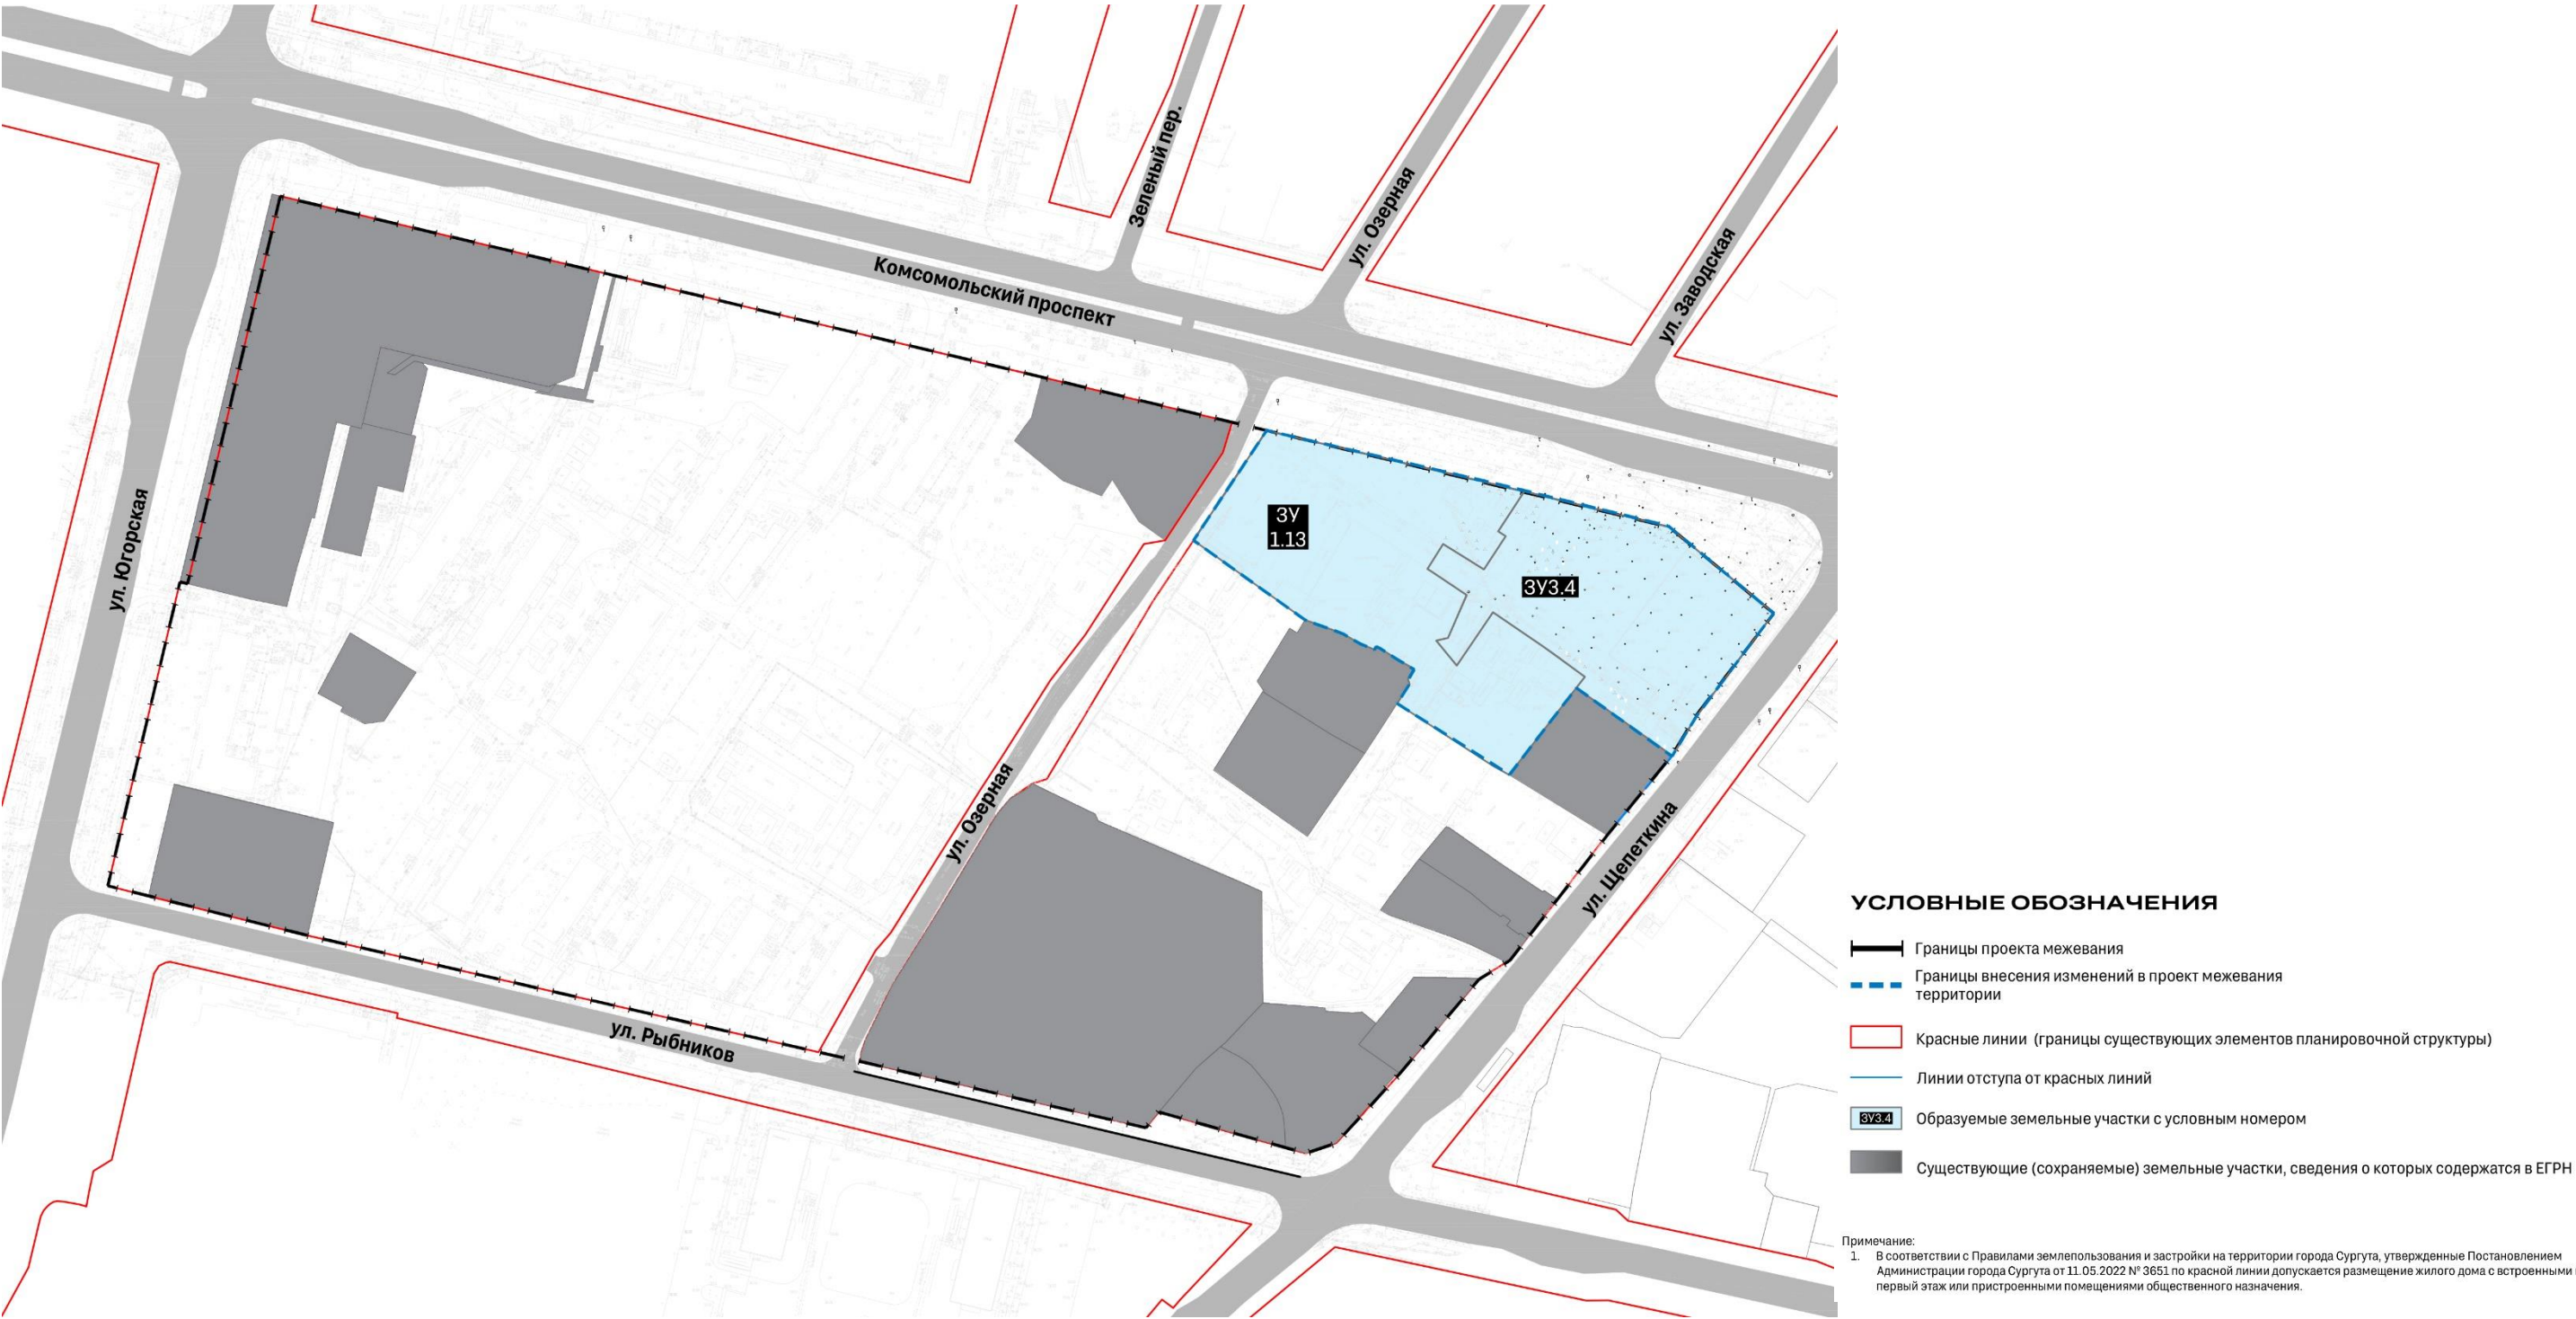 Зеленый пер.
ул. Озерная
ул. Заводская
Комсомольский проспект
ул. Югорская
ЗУ
1.13
ЗУ3.4
ул. Озерная
ул. Щепеткина
ул. Рыбников
УСЛОВНЫЕ ОБОЗНАЧЕНИЯ
Границы проекта межевания
Границы внесения изменений в проект межевания
территории
Красные линии (границы существующих элементов планировочной структуры)
Линии отступа от красных линий
ЗУ3.4 Образуемые земельные участки с условным номером
Существующие (сохраняемые) земельные участки, сведения о которых содержатся в ЕГРН
Примечание:
1. В соответствии с Правилами землепользования и застройки на территории города Сургута, утвержденные Постановлением
Администрации города Сургута от 11.05.2022 № 3651 по красной линии допускается размещение жилого дома с встроенными
первый этаж или пристроенными помещениями общественного назначения.